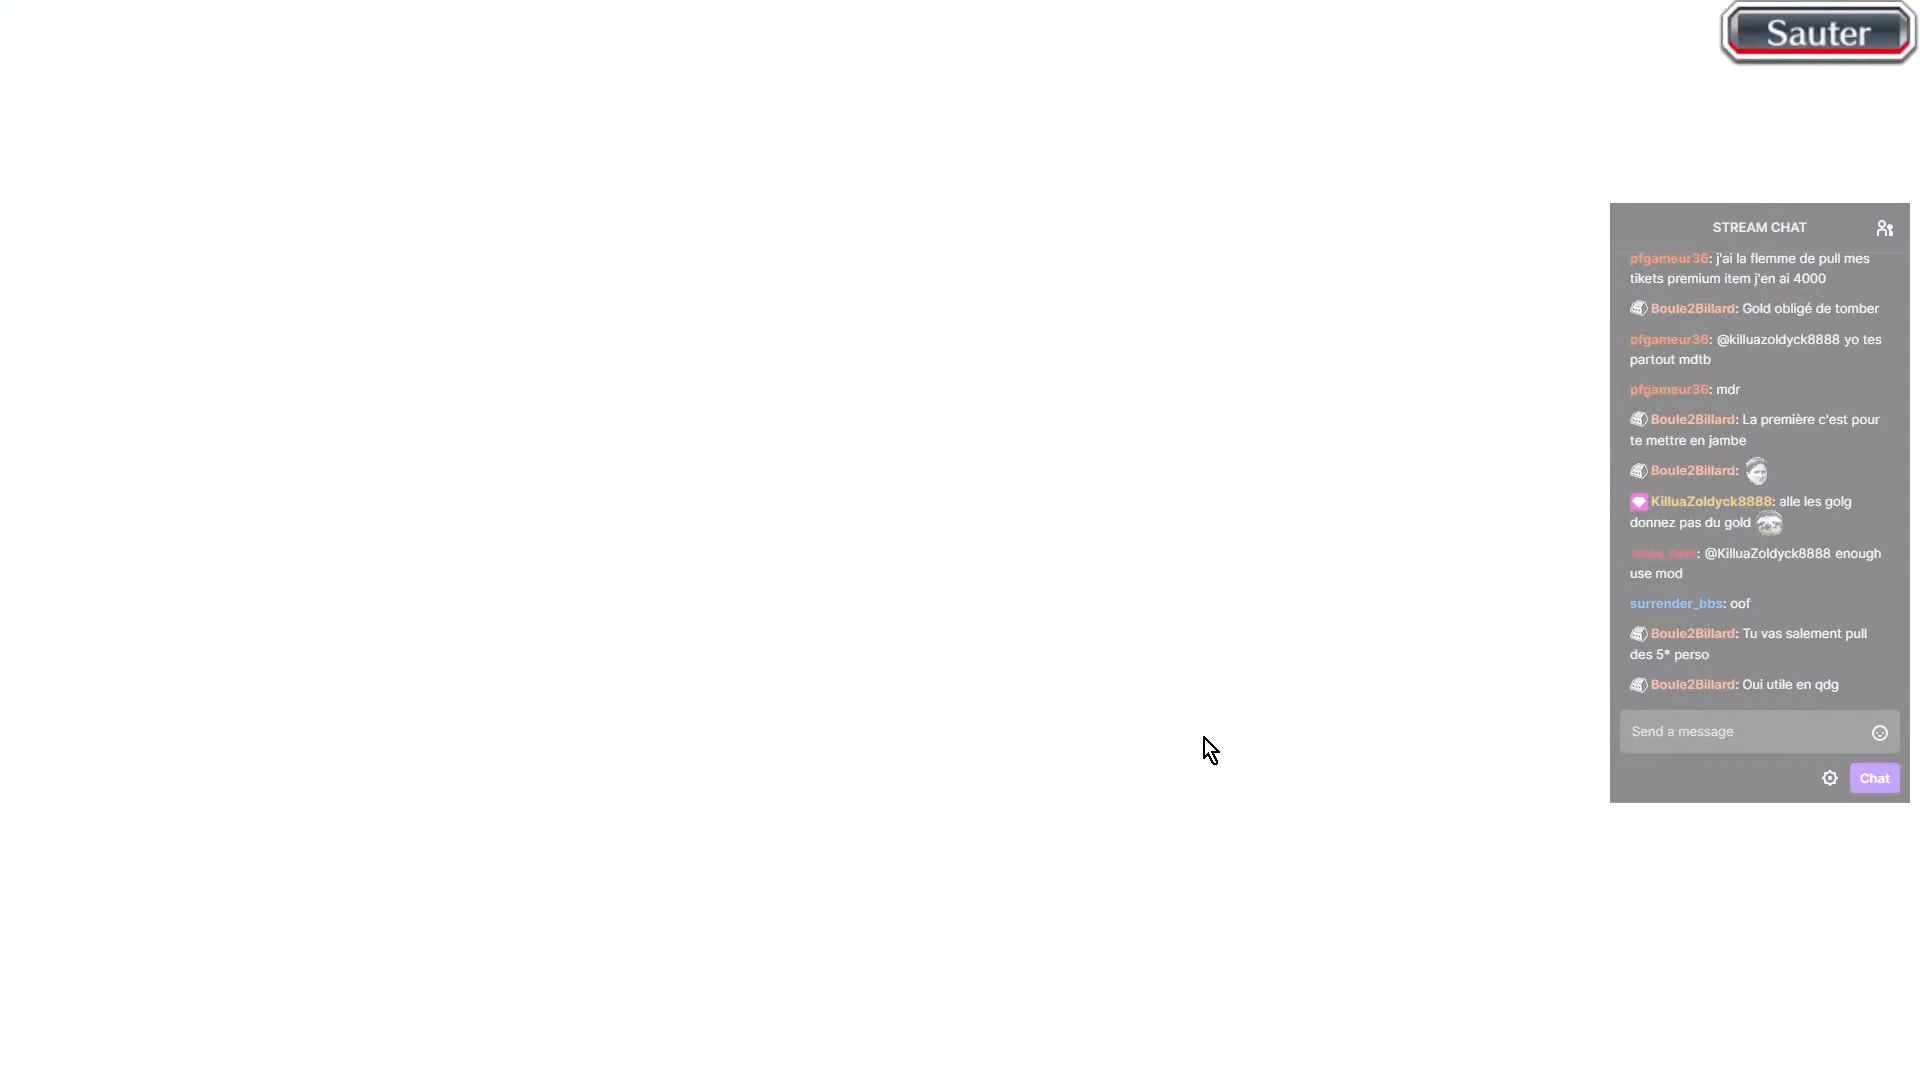 Sauter
STREAM CHAT
pfgameur36: j'ai la flemme de pull mes
tikets premium item j'en ai 4000
Boule2Billard: Gold obligé de tomber
pfgameur36: @killuazoldyck8888 yo tes
partout mdtb
pfgameur36: mdr
Boule2Billard: La première c'est pour
te mettre en jambe
Boule2Billard:
KilluaZoldyck8888: alle les golg
donnez pas du gold
: @KilluaZoldyck8888 enough
use mod
surrender_bbs: oof
Boule2Billard: Tu vas salement pull
des 5* perso
Boule2Billard: Oui utile en qdg
Send a message
Chat